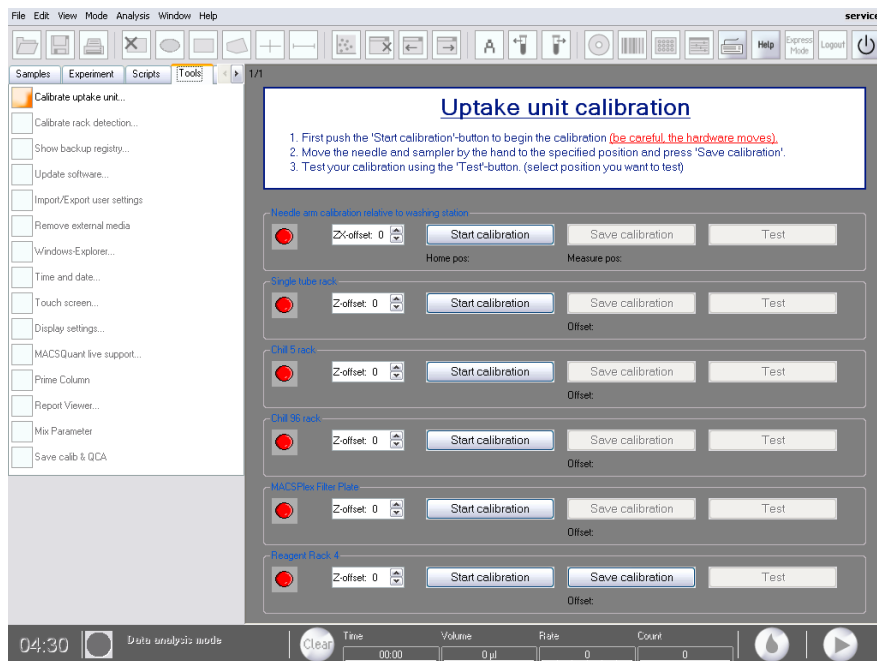 File Edit View Mode Analysis Window Help service
Help Express Mode Logout
Samples Experiment Scripts Tools 1/1
Calibrate uptake unit...
Calibrate rack detection...
Show backup registry...
Update software...
Import/Export user settings
Remove external media
Windows-Explorer...
Time and date...
Touch screen...
Display settings...
MACSQuant live support...
Prime Column
Report Viewer...
Mix Parameter
Save calib & QCA
Uptake unit calibration
1. First push the 'Start calibration'-button to begin the calibration (be careful, the hardware moves).
2. Move the needle and sampler by the hand to the specified position and press 'Save calibration'.
3. Test your calibration using the 'Test'-button. (select position you want to test)
Needle arm calibration relative to washing station
ZX-offset: 0 Start calibration Save calibration Test
Home pos: Measure pos:
Single tube rack
Z-offset: 0 Start calibration Save calibration Test
Offset:
Chill 5 rack
Z-offset: 0 Start calibration Save calibration Test
Offset:
Chill 96 rack
Z-offset: 0 Start calibration Save calibration Test
Offset:
MACSPlex Filter Plate
Z-offset: 0 Start calibration Save calibration Test
Offset:
Reagent Rack 4
Z-offset: 0 Start calibration Save calibration Test
Offset:
04:30 Data analysis mode Clear Time Volume Rate Count
00:00 0 µl 0 0